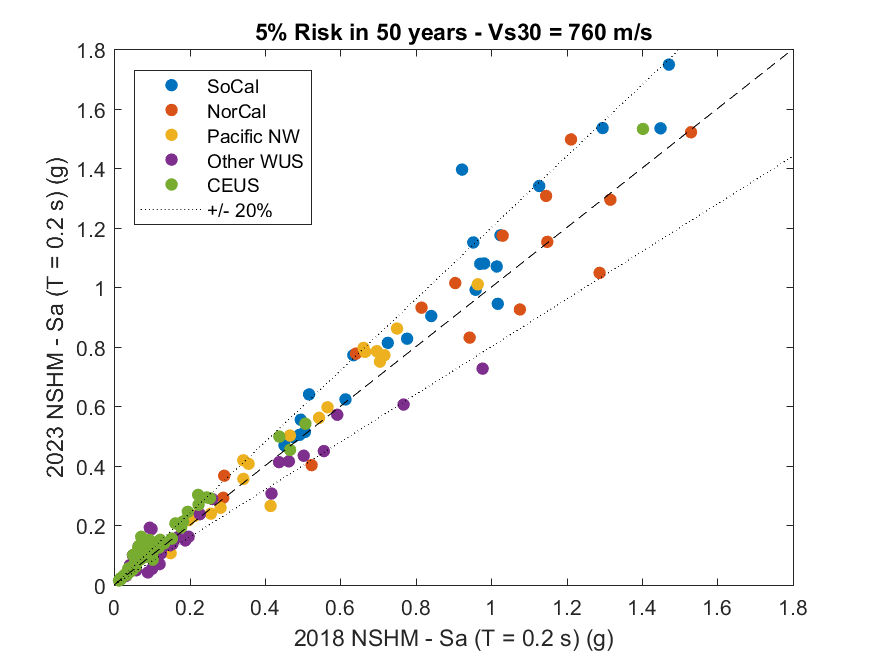 5% Risk in 50 years - Vs30 = 760 m/s
2023 NSHM - Sa (T = 0.2 s) (g)
1.8
1.6
1.4
1.2
1
0.8
0.6
0.4
0.2
0
SoCal
NorCal
Pacific NW
Other WUS
CEUS
+/- 20%
0 0.2 0.4 0.6 0.8 1 1.2 1.4 1.6 1.8
2018 NSHM - Sa (T = 0.2 s) (g)